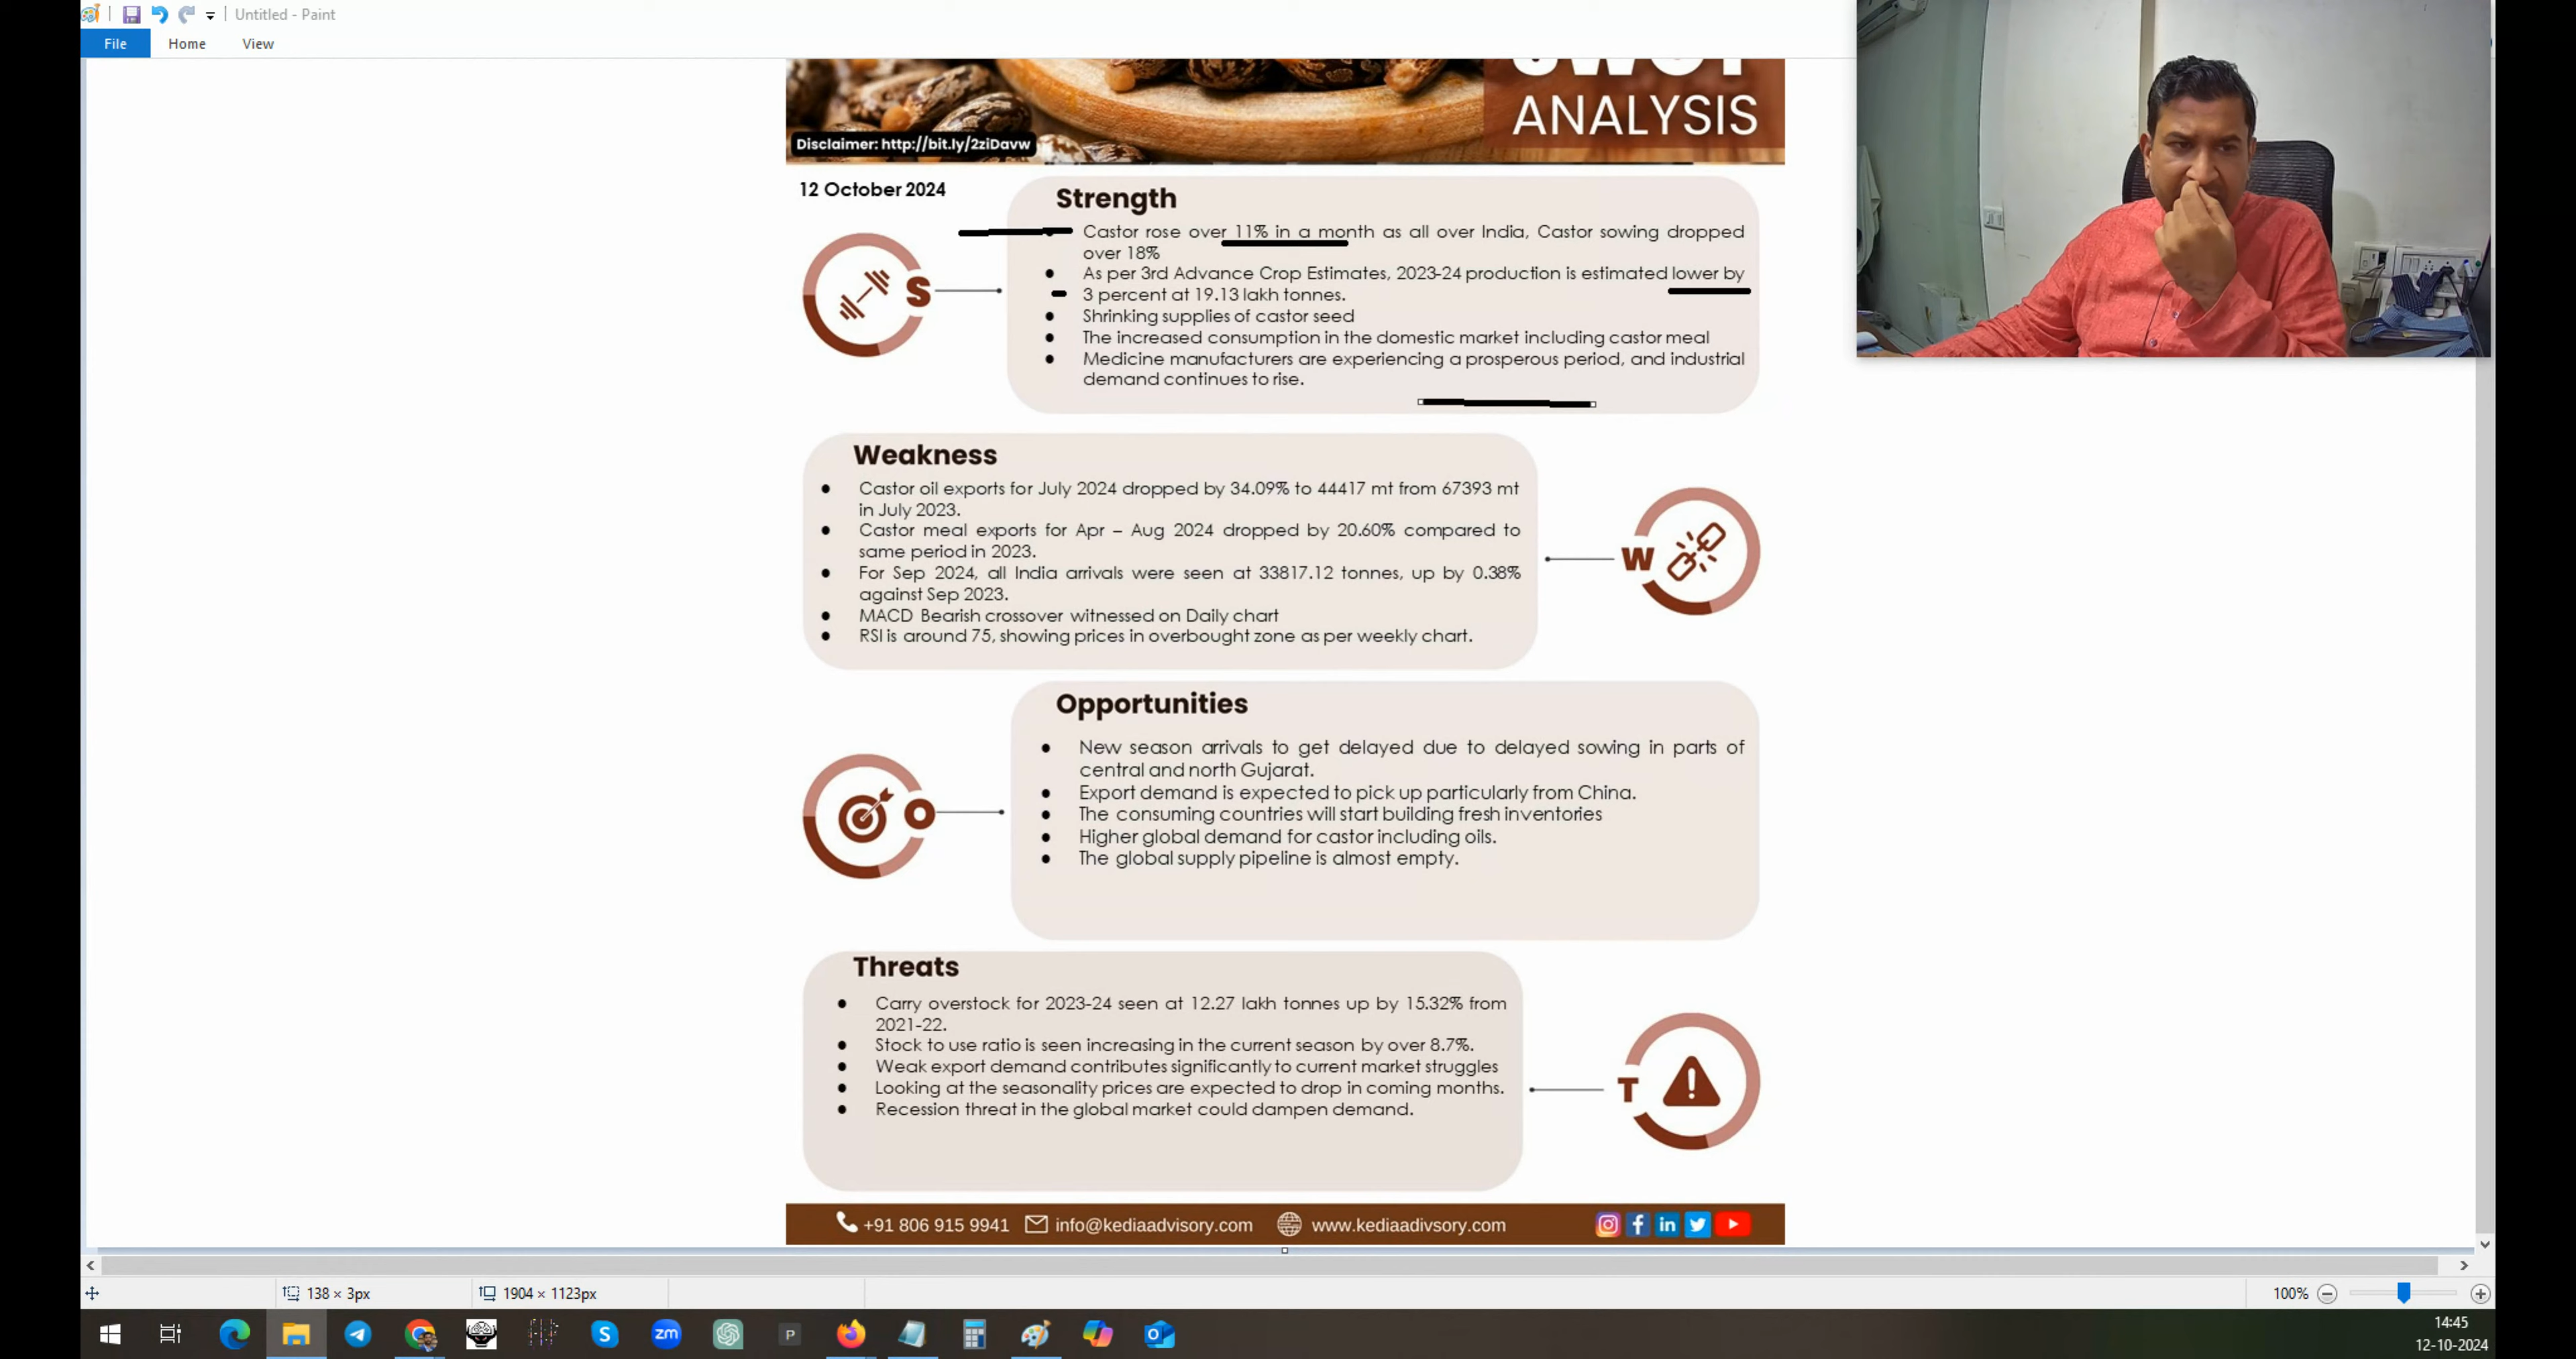 Untitled - Paint
File Home View
ANALYSIS
Disclaimer: http://bit.ly/2ziDavw
12 October 2024
Strength
Castor rose over 11% in a month as all over India, Castor sowing dropped
over 18%
As per 3rd Advance Crop Estimates, 2023-24 production is estimated lower by
3 percent at 19.13 lakh tonnes.
Shrinking supplies of castor seed
The increased consumption in the domestic market including castor meal
Medicine manufacturers are experiencing a prosperous period, and industrial
demand continues to rise.
S
Weakness
Castor oil exports for July 2024 dropped by 34.09% to 44417 mt from 67393 mt
in July 2023.
Castor meal exports for Apr – Aug 2024 dropped by 20.60% compared to
same period in 2023.
For Sep 2024, all India arrivals were seen at 33817.12 tonnes, up by 0.38%
against Sep 2023.
MACD Bearish crossover witnessed on Daily chart
RSI is around 75, showing prices in overbought zone as per weekly chart.
W
Opportunities
New season arrivals to get delayed due to delayed sowing in parts of
central and north Gujarat.
Export demand is expected to pick up particularly from China.
The consuming countries will start building fresh inventories
Higher global demand for castor including oils.
The global supply pipeline is almost empty.
O
Threats
Carry overstock for 2023-24 seen at 12.27 lakh tonnes up by 15.32% from
2021-22.
Stock to use ratio is seen increasing in the current season by over 8.7%.
Weak export demand contributes significantly to current market struggles
Looking at the seasonality prices are expected to drop in coming months.
Recession threat in the global market could dampen demand.
T
+91 806 915 9941 info@kediaadvisory.com www.kediaadivsory.com
138 × 3px 1904 × 1123px 100%
14:45
12-10-2024